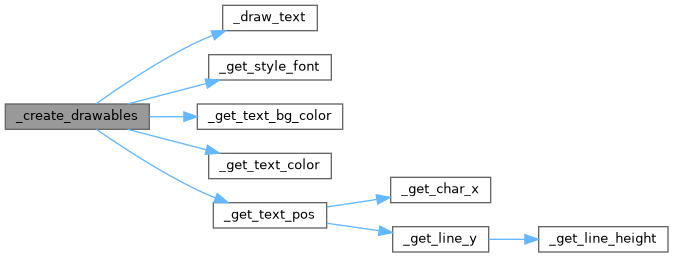 _draw_text
_get_style_font
_create_drawables
_get_text_bg_color
_get_text_color
_get_text_pos
_get_char_x
_get_line_y
_get_line_height